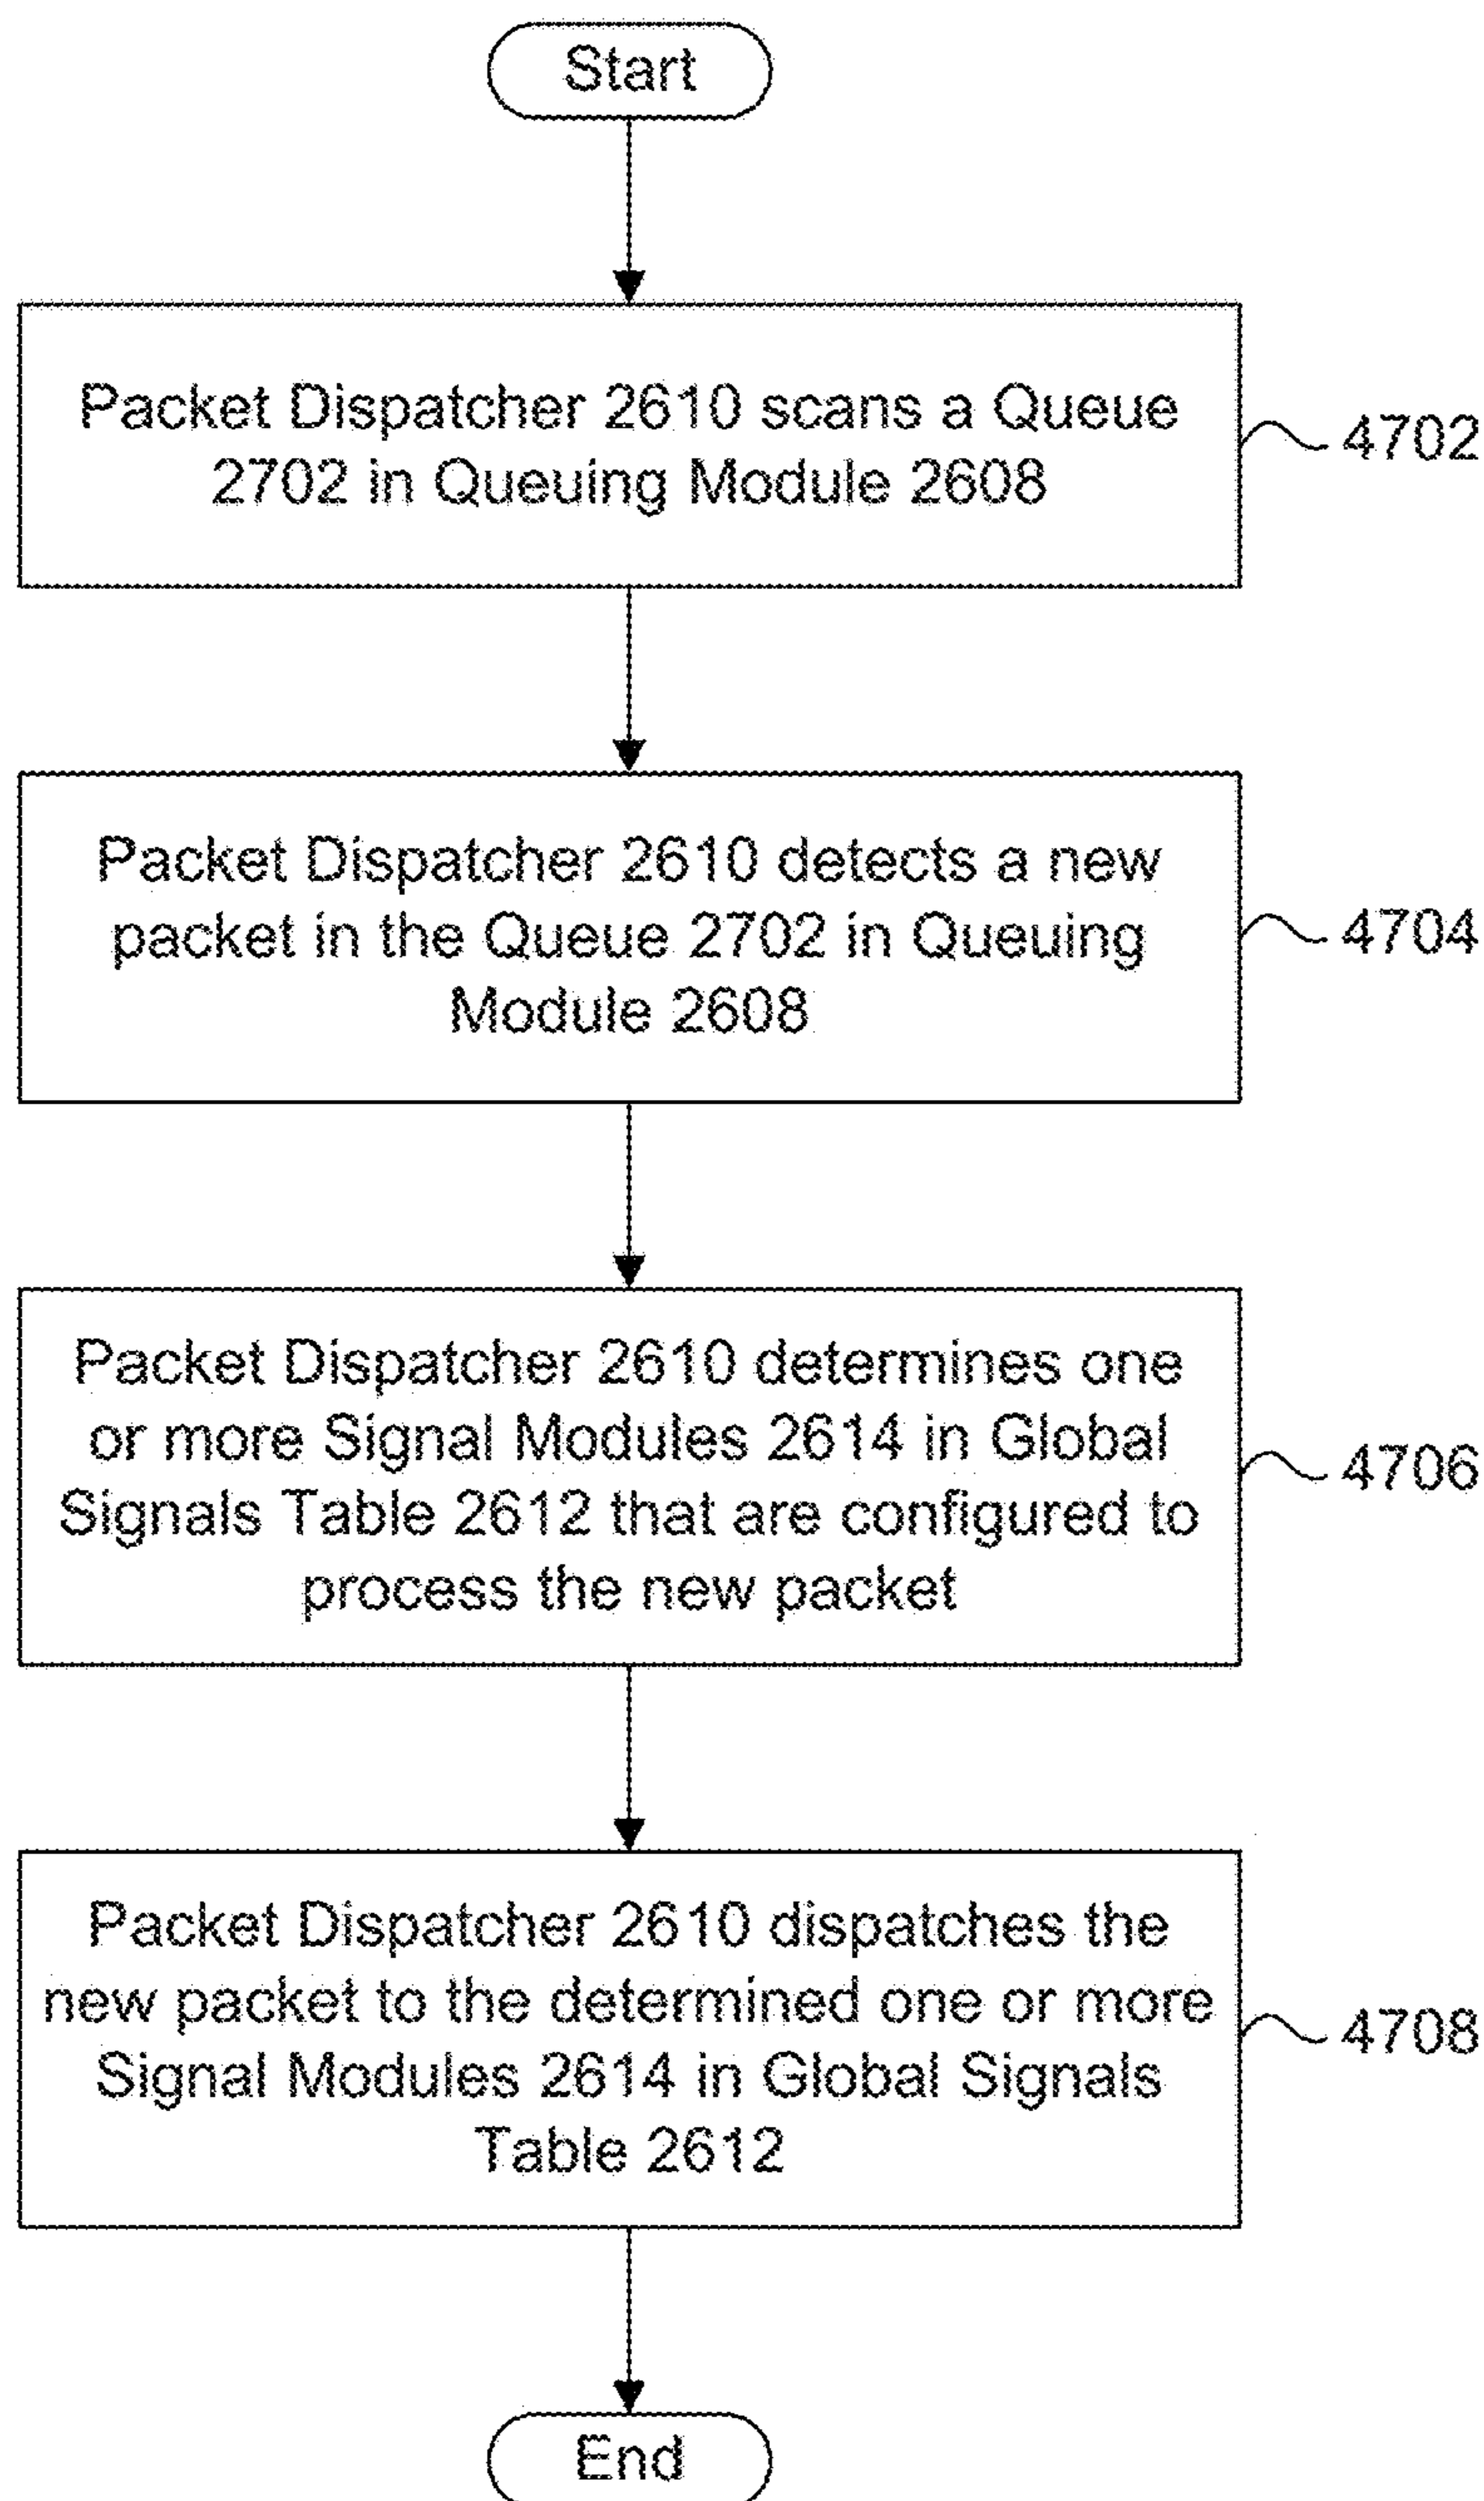 Start
Packet Dispatcher 2610 scans a Queue
2702 in Queuing Module 2608
4702
Packet Dispatcher 2610 detects a new
packet in the Queue 2702 in Queuing
Module 2608
4704
Packet Dispatcher 2610 determines one
or more Signal Modules 2614 in Global
Signals Table 2612 that are configured to
process the new packet
4706
Packet Dispatcher 2610 dispatches the
new packet to the determined one or more
Signal Modules 2614 in Global Signals
Table 2612
4708
End